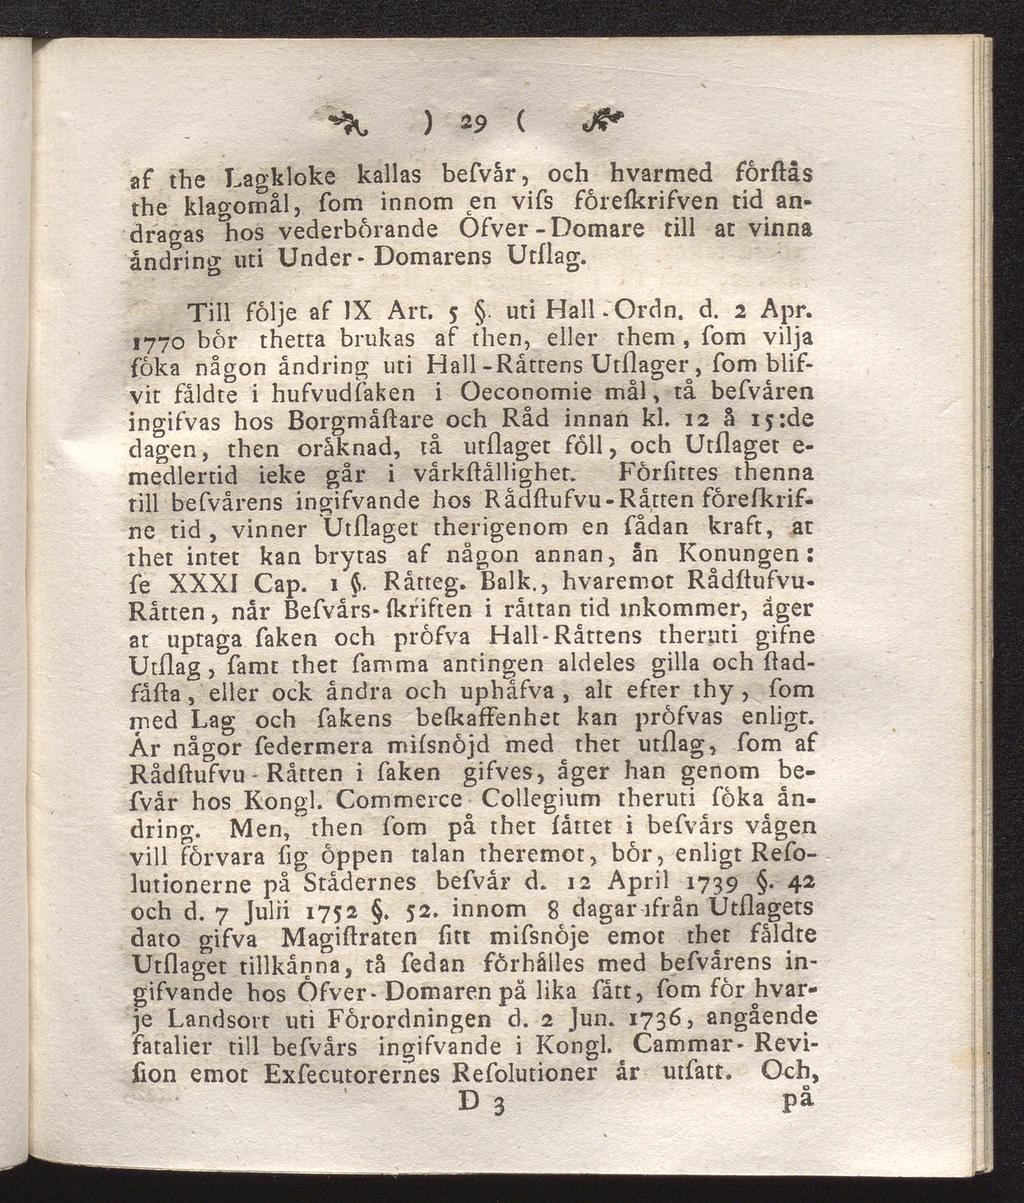 ) 29 (
af the Lagkloke kallas beſvår, och hvarmed förſtås
the klagomål, ſom innom en viſs föreſkrifven tid an-
dragas hos vederbörande Öfver-Domare till at vinna
ändring uti Under-Domarens Utſlag.
Till följe af IX Art. 5 §. uti Hall-Ordn. d. 2 Apr.
1770 bör thetta brukas af then, eller them, ſom vilja
ſöka någon ändring uti Hall-Råttens Utſlager, ſom blif-
vit fåldte i hufvudſaken i Oeconomie mål, tå beſvåren
ingifvas hos Borgmåſtare och Råd innan kl. 12 å 15:de
dagen, then oråknad, tå utſlaget föll, och Utſlaget e-
medlertid ieke går i vårkſtållighet. Förſittes thenna
till beſvårens ingifvande hos Rådſtufvu-Råtten föreſkrif-
ne tid, vinner Utſlaget therigenom en ſådan kraft, at
thet intet kan brytas af någon annan, ån Konungen:
ſe XXXI Cap. 1 §. Råtteg. Balk., hvaremot Rådſtufvu-
Råtten, når Beſvårs-ſkriften i råttan tid inkommer, åger
at uptaga ſaken och pröfva Hall-Råttens theruti gifne
Utſlag, ſamt thet ſamma antingen aldeles gilla och ſtad-
fåſta, eller ock åndra och uphåfva, alt efter thy, ſom
med Lag och ſakens beſkaffenhet kan pröfvas enligt.
Är någor ſedermera miſsnöjd med thet utſlag, ſom af
Rådſtufvu-Råtten i ſaken gifves, åger han genom be-
ſvår hos Kongl. Commerce Collegium theruti ſöka ån-
dring. Men, then ſom på thet ſåttet i beſvårs vågen
vill förvara ſig öppen talan theremot, bör, enligt Reſo-
lutionerne på Stådernes beſvår d. 12 April 1739 §. 42
och d. 7 Julii 1752 §. 52. innom 8 dagar ifrån Utſlagets
dato gifva Magiſtraten ſitt miſsnöje emot thet fåldte
Utſlaget tillkånna, tå ſedan förhålles med beſvårens in-
gifvande hos Öfver-Domaren på lika ſått, ſom för hvar-
je Landsort uti Förordningen d. 2 Jun. 1736, angående
fatalier till beſvårs ingifvande i Kongl. Cammar-Revi-
ſion emot Exſecutorernes Reſolutioner år utſatt. Och,
D 3 på